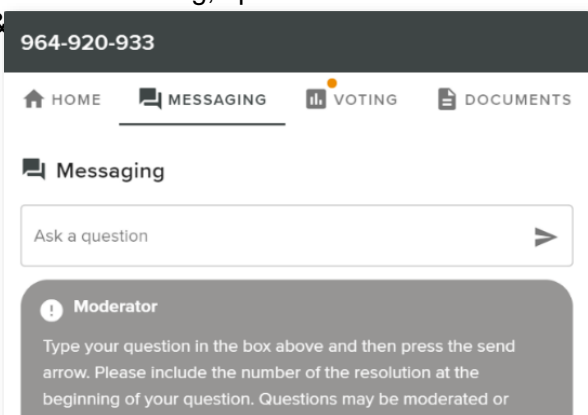 964-920-933
HOME MESSAGING VOTING DOCUMENTS
Messaging
Ask a question
Moderator
Type your question in the box above and then press the send
arrow. Please include the number of the resolution at the
beginning of your question. Questions may be moderated or